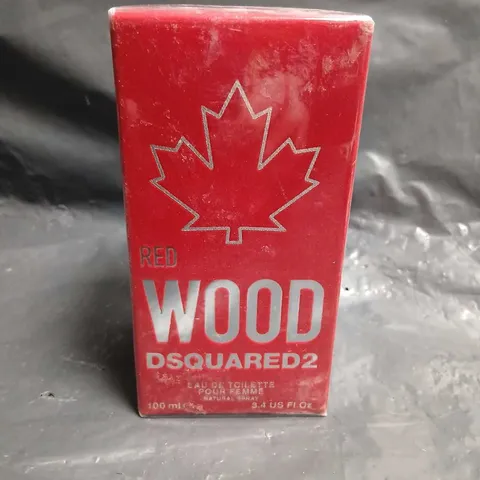 RED
WOOD
DSQUARED2
EAU DE TOILETTE
POUR FEMME
NATURAL SPRAY
100 ml ℮ 3.4 US Fl Oz